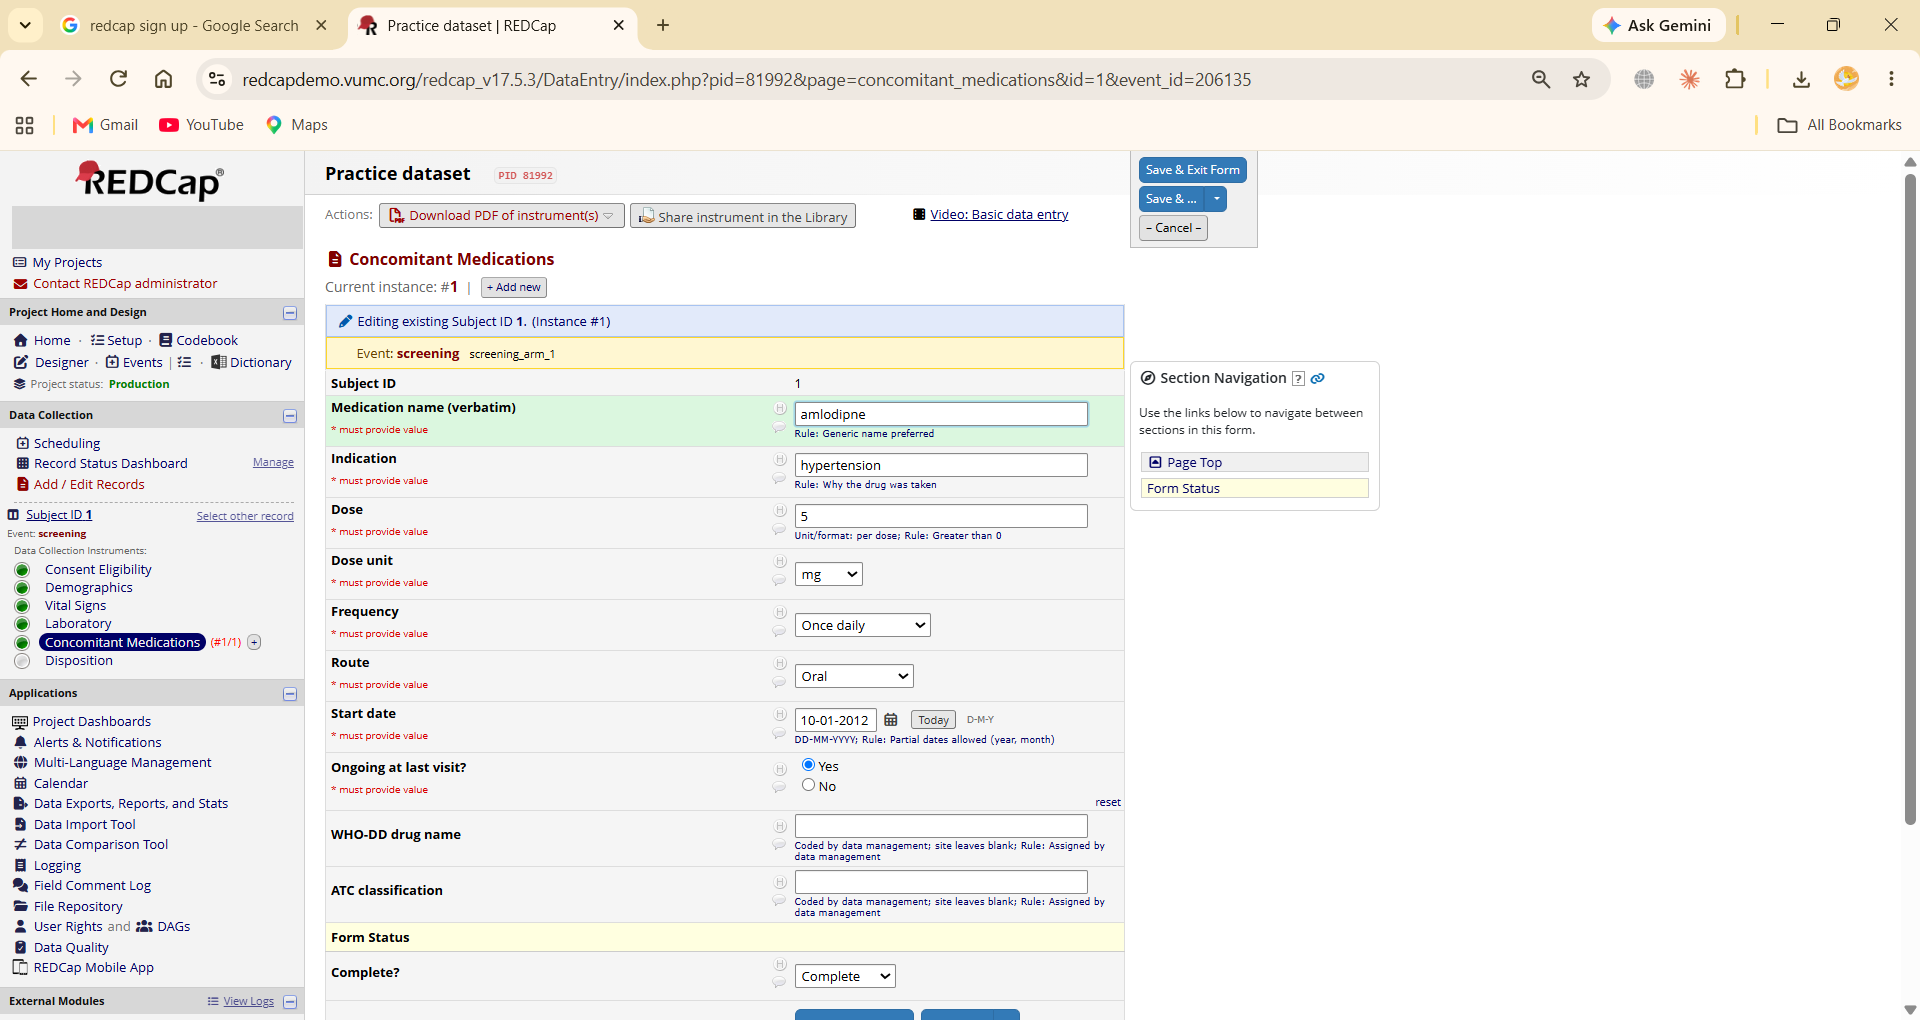 redcap sign up - Google Search
Practice dataset | REDCap
Ask Gemini
redcapdemo.vumc.org/redcap_v17.5.3/DataEntry/index.php?pid=81992&page=concomitant_medications&id=1&event_id=206135
Gmail
YouTube
Maps
All Bookmarks
REDCap®
My Projects
Contact REDCap administrator
Project Home and Design
Home · Setup · Codebook
Designer · Events | · Dictionary
Project status: Production
Data Collection
Scheduling
Record Status Dashboard Manage
Add / Edit Records
Subject ID 1 Select other record
Event: screening
Data Collection Instruments:
Consent Eligibility
Demographics
Vital Signs
Laboratory
Concomitant Medications (#1/1) +
Disposition
Applications
Project Dashboards
Alerts & Notifications
Multi-Language Management
Calendar
Data Exports, Reports, and Stats
Data Import Tool
Data Comparison Tool
Logging
Field Comment Log
File Repository
User Rights and DAGs
Data Quality
REDCap Mobile App
External Modules View Logs
Practice dataset PID 81992
Actions: Download PDF of instrument(s) Share instrument in the Library Video: Basic data entry
Concomitant Medications
Current instance: #1 | + Add new
Editing existing Subject ID 1. (Instance #1)
Event: screening screening_arm_1
Subject ID 1
Medication name (verbatim)
* must provide value
H
amlodipne
Rule: Generic name preferred
Indication
* must provide value
H
hypertension
Rule: Why the drug was taken
Dose
* must provide value
H
5
Unit/format: per dose; Rule: Greater than 0
Dose unit
* must provide value
H
mg
Frequency
* must provide value
H
Once daily
Route
* must provide value
H
Oral
Start date
* must provide value
H
10-01-2012 Today D-M-Y
DD-MM-YYYY; Rule: Partial dates allowed (year, month)
Ongoing at last visit?
* must provide value
H
Yes
No
reset
WHO-DD drug name
H
Coded by data management; site leaves blank; Rule: Assigned by
data management
ATC classification
H
Coded by data management; site leaves blank; Rule: Assigned by
data management
Form Status
Complete?
H
Complete
Save & Exit Form
Save & ...
– Cancel –
Section Navigation ?
Use the links below to navigate between
sections in this form.
Page Top
Form Status